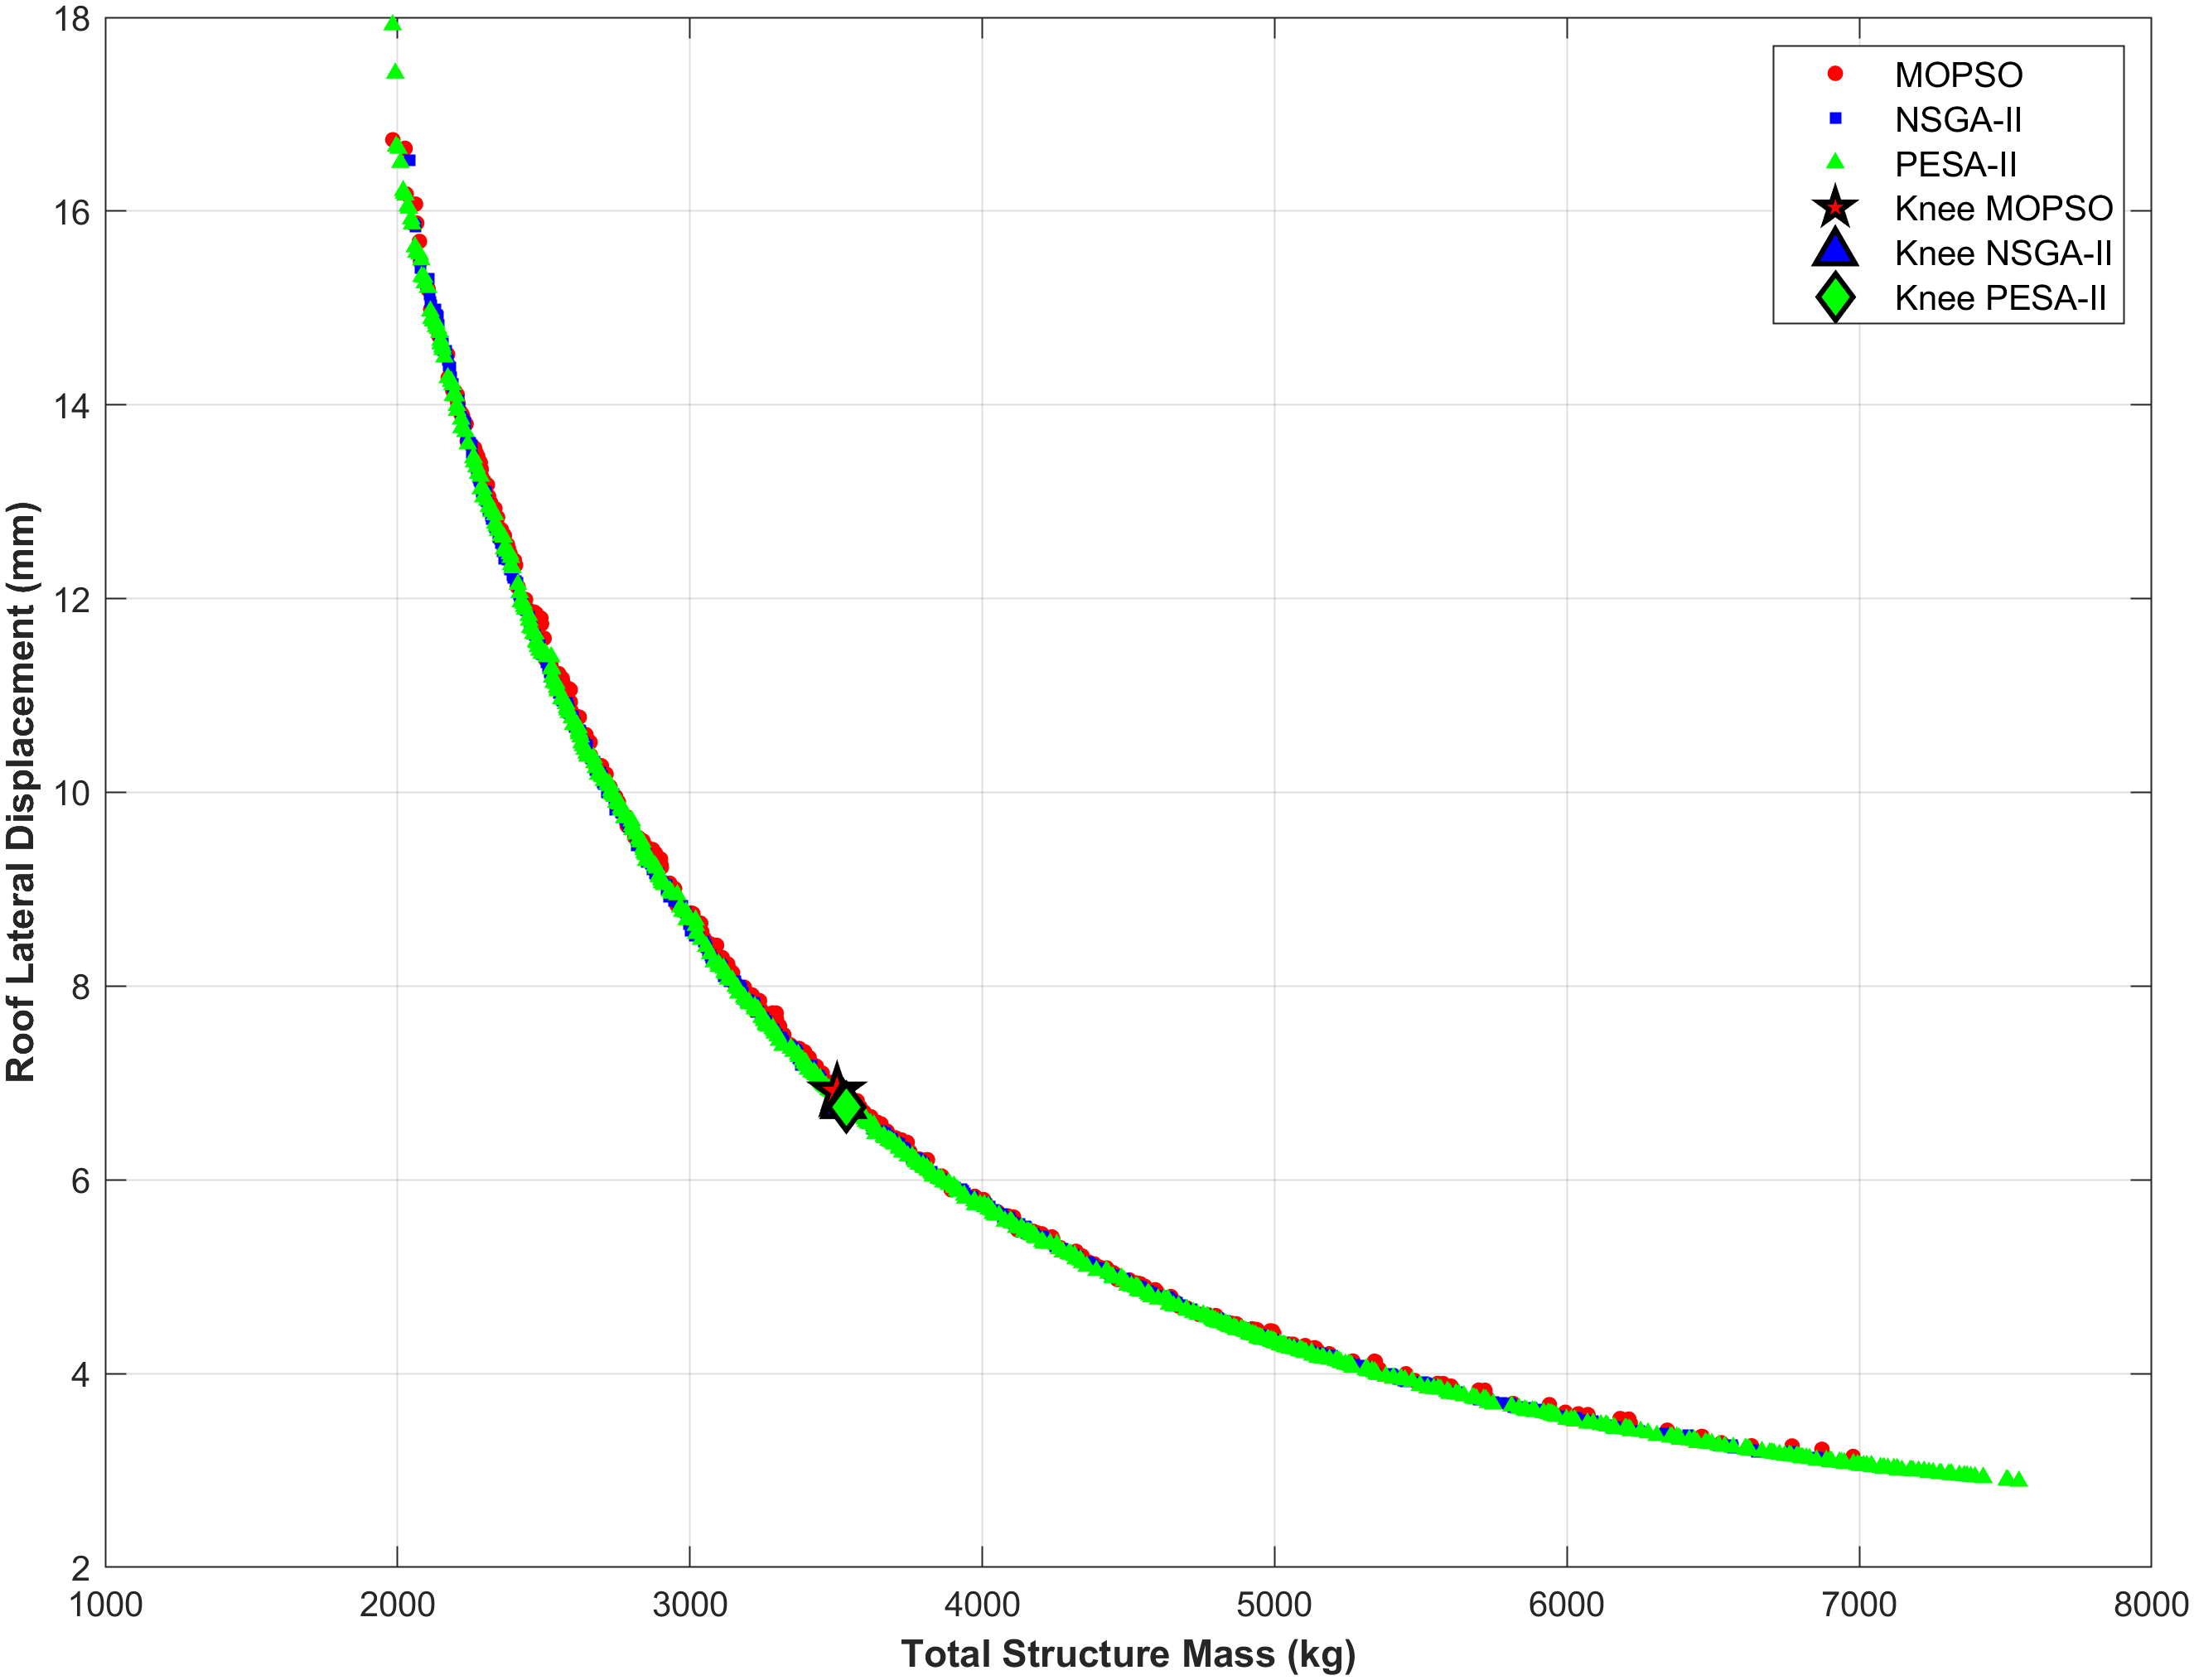 18
16
14
12
10
8
6
4
2
1000 2000 3000 4000 5000 6000 7000 8000
Total Structure Mass (kg)
Roof Lateral Displacement (mm)
MOPSO
NSGA-II
PESA-II
Knee MOPSO
Knee NSGA-II
Knee PESA-II